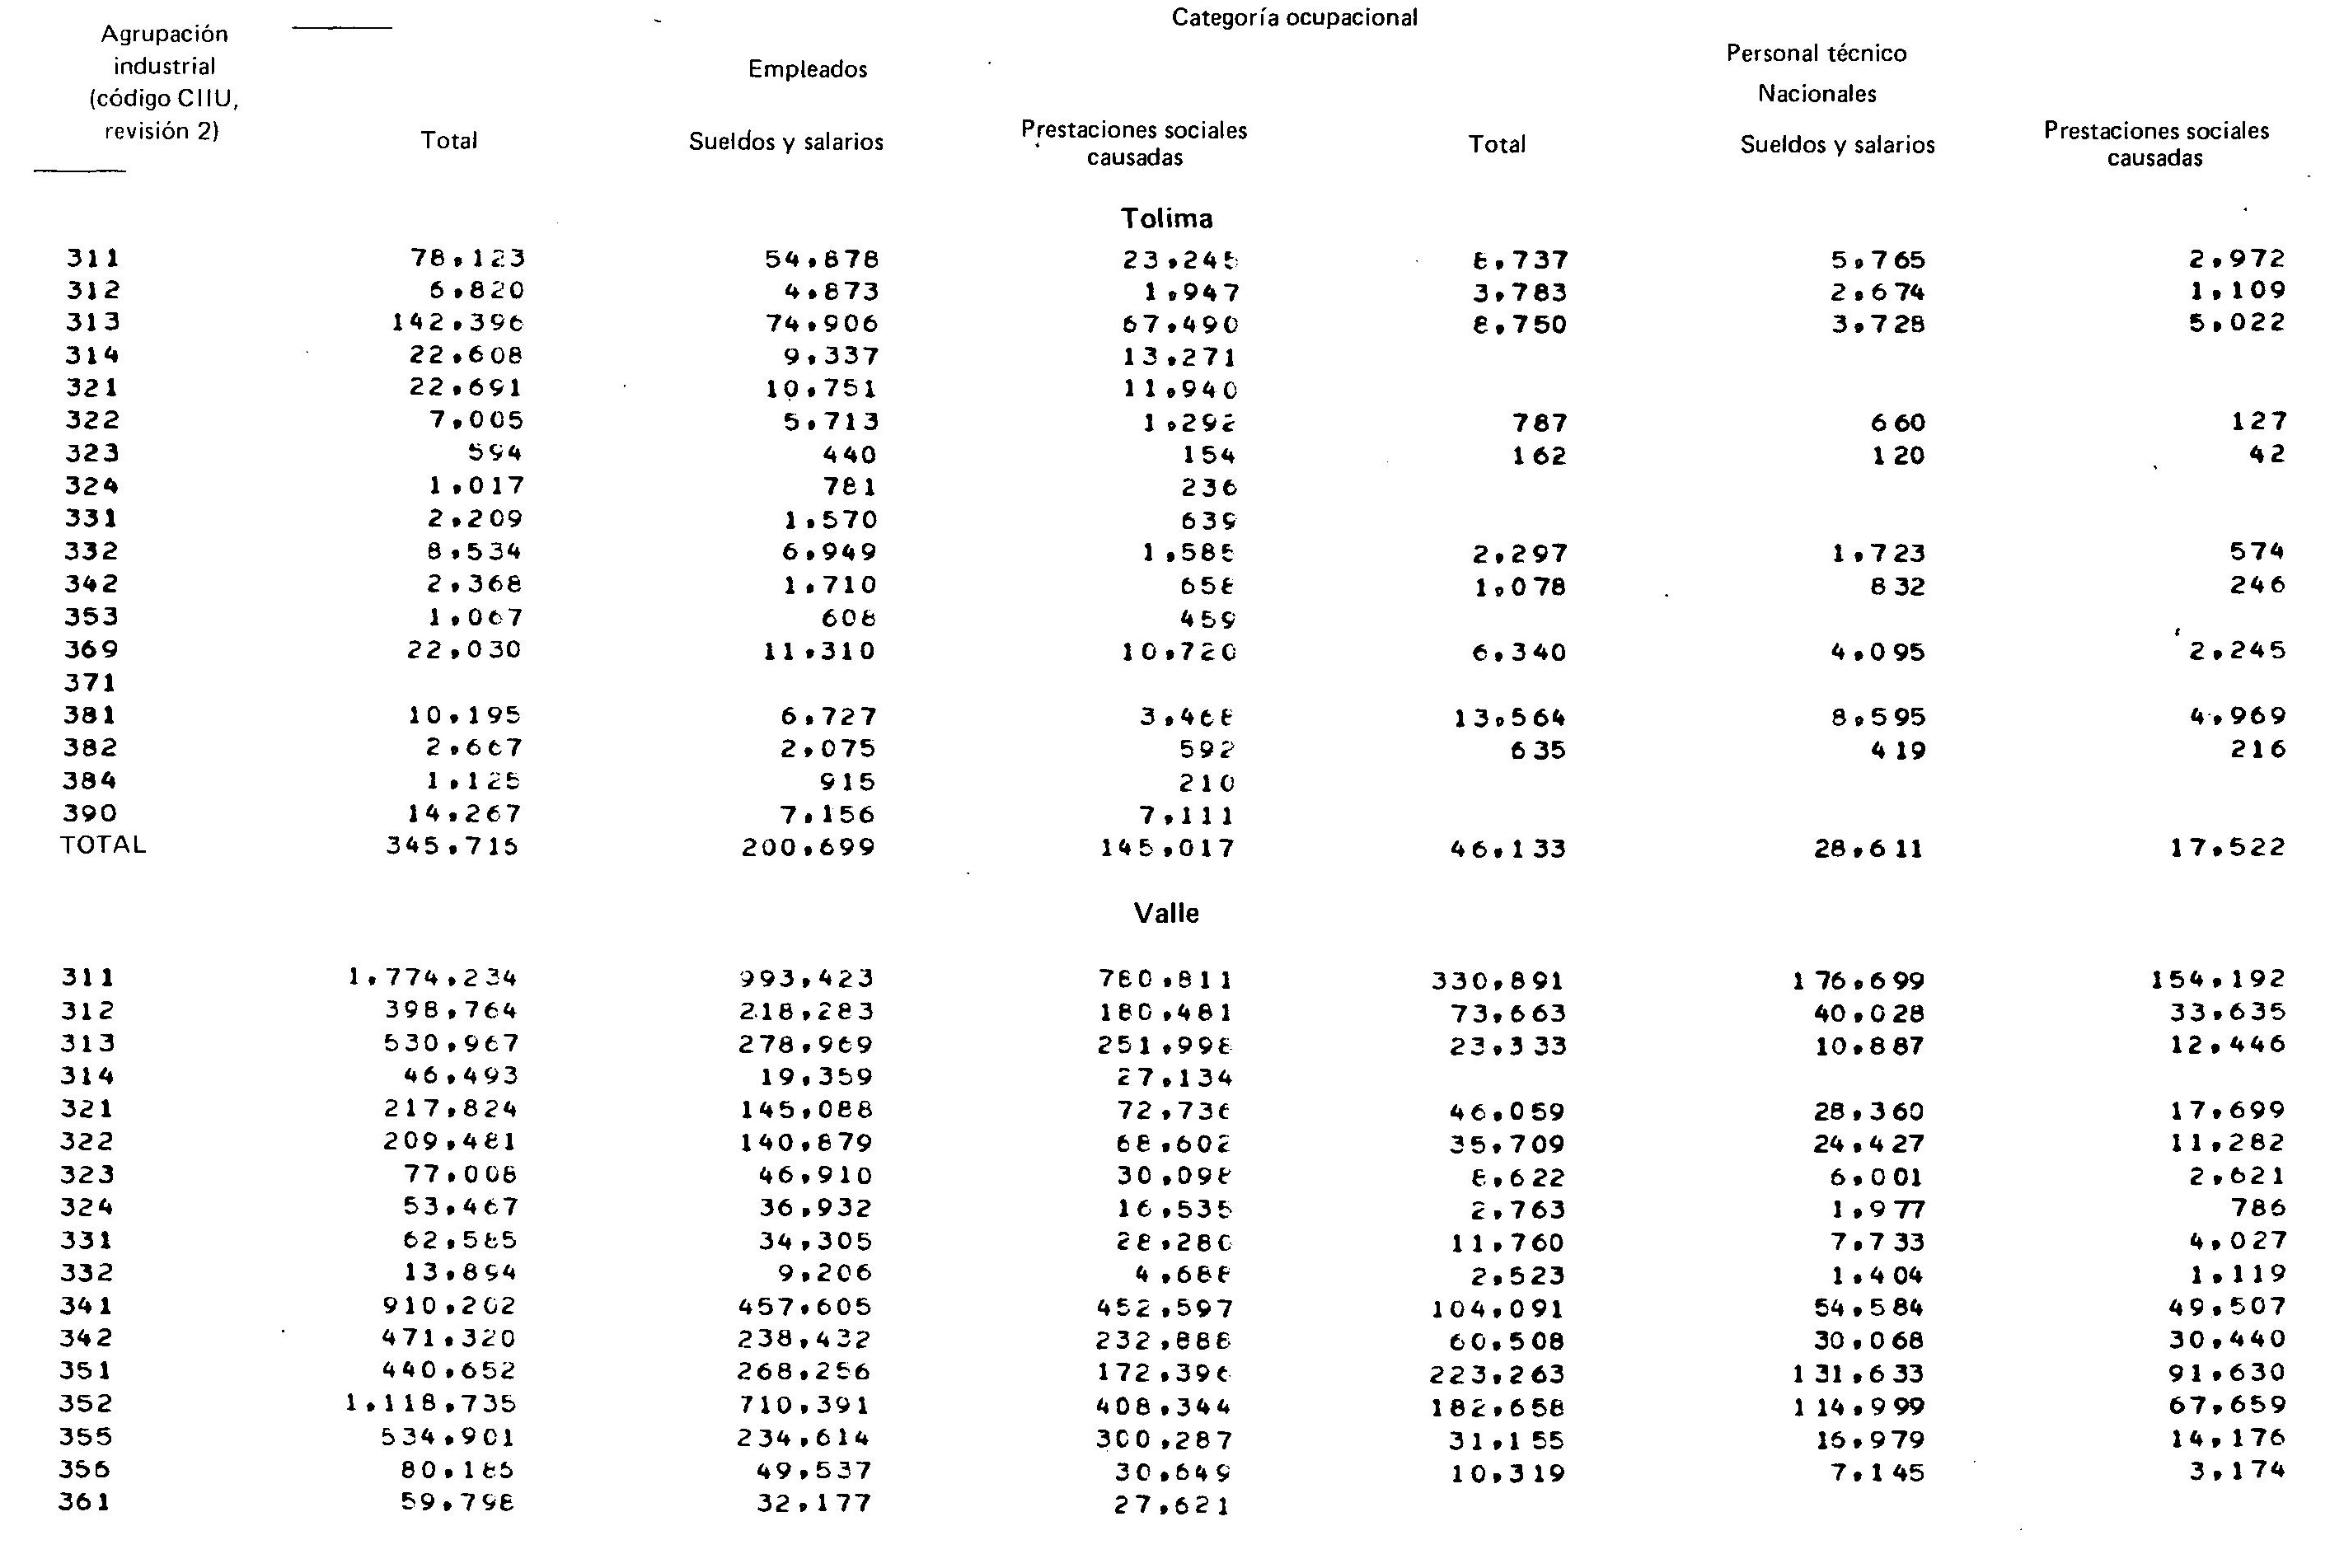 Categoría ocupacional
Agrupación industrial (código CIIU, revisión 2)
Empleados
Personal técnico
Nacionales
Total Sueldos y salarios Prestaciones sociales causadas Total Sueldos y salarios Prestaciones sociales causadas
Tolima
311 78,123 54,878 23,245 8,737 5,765 2,972
312 6,820 4,873 1,947 3,783 2,674 1,109
313 142,396 74,906 67,490 8,750 3,728 5,022
314 22,608 9,337 13,271
321 22,691 10,751 11,940
322 7,005 5,713 1,292 787 660 127
323 594 440 154 162 120 42
324 1,017 781 236
331 2,209 1,570 639
332 8,534 6,949 1,585 2,297 1,723 574
342 2,368 1,710 658 1,078 832 246
353 1,067 608 459
369 22,030 11,310 10,720 6,340 4,095 2,245
371
381 10,195 6,727 3,468 13,564 8,595 4,969
382 2,667 2,075 592 635 419 216
384 1,125 915 210
390 14,267 7,156 7,111
TOTAL 345,716 200,699 145,017 46,133 28,611 17,522
Valle
311 1,774,234 993,423 780,811 330,891 176,699 154,192
312 398,764 218,283 180,481 73,663 40,028 33,635
313 530,967 278,969 251,998 23,333 10,887 12,446
314 46,493 19,359 27,134
321 217,824 145,088 72,736 46,059 28,360 17,699
322 209,481 140,879 68,602 35,709 24,427 11,282
323 77,008 46,910 30,098 8,622 6,001 2,621
324 53,467 36,932 16,535 2,763 1,977 786
331 62,585 34,305 28,280 11,760 7,733 4,027
332 13,894 9,206 4,688 2,523 1,404 1,119
341 910,202 457,605 452,597 104,091 54,584 49,507
342 471,320 238,432 232,888 60,508 30,068 30,440
351 440,652 268,256 172,396 223,263 131,633 91,630
352 1,118,735 710,391 408,344 182,658 114,999 67,659
355 534,901 234,614 300,287 31,155 16,979 14,176
356 80,186 49,537 30,649 10,319 7,145 3,174
361 59,798 32,177 27,621